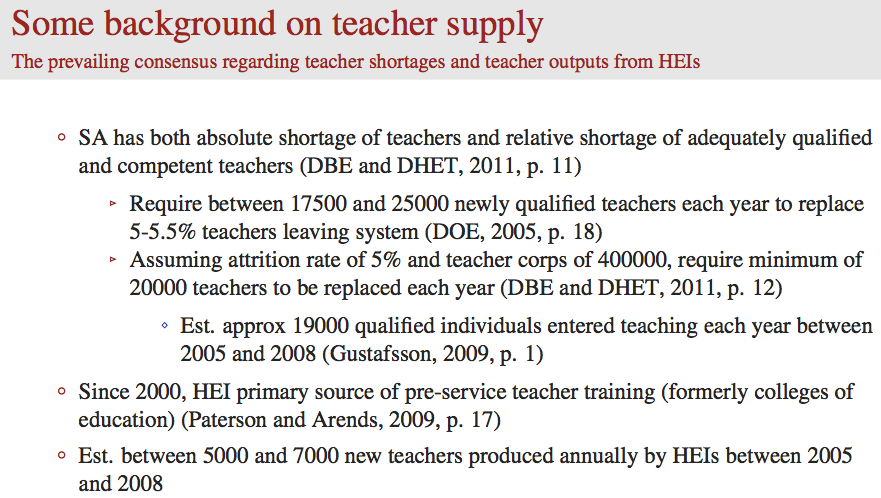 Some background on teacher supply
The prevailing consensus regarding teacher shortages and teacher outputs from HEIs
SA has both absolute shortage of teachers and relative shortage of adequately qualified
and competent teachers (DBE and DHET, 2011, p. 11)
Require between 17500 and 25000 newly qualified teachers each year to replace
5-5.5% teachers leaving system (DOE, 2005, p. 18)
Assuming attrition rate of 5% and teacher corps of 400000, require minimum of
20000 teachers to be replaced each year (DBE and DHET, 2011, p. 12)
Est. approx 19000 qualified individuals entered teaching each year between
2005 and 2008 (Gustafsson, 2009, p. 1)
Since 2000, HEI primary source of pre-service teacher training (formerly colleges of
education) (Paterson and Arends, 2009, p. 17)
Est. between 5000 and 7000 new teachers produced annually by HEIs between 2005
and 2008